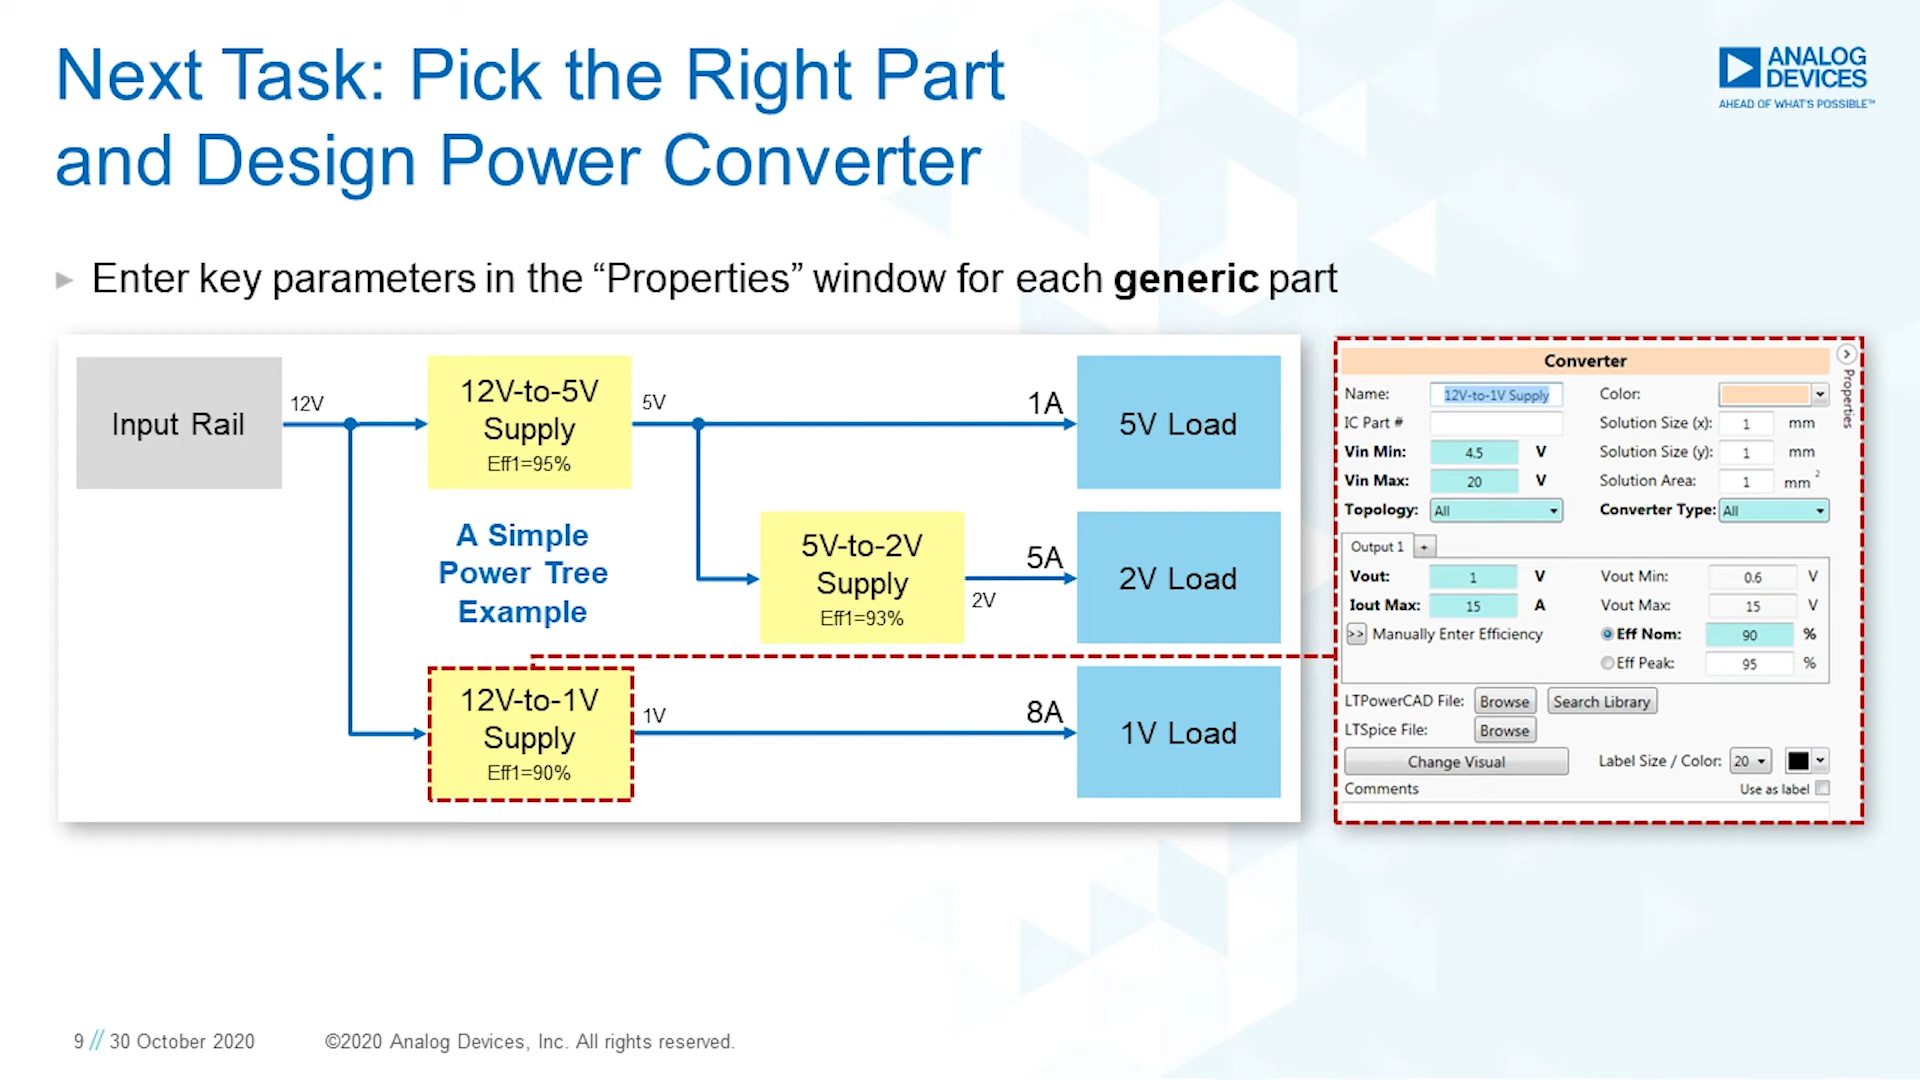 Next Task: Pick the Right Part
and Design Power Converter
ANALOG
DEVICES
AHEAD OF WHAT'S POSSIBLE™
Enter key parameters in the “Properties” window for each generic part
Input Rail
12V
12V-to-5V
Supply
Eff1=95%
5V
1A
5V Load
A Simple
Power Tree
Example
5V-to-2V
Supply
Eff1=93%
5A
2V
2V Load
12V-to-1V
Supply
Eff1=90%
1V
8A
1V Load
Converter
Properties
Name: 12V-to-1V Supply Color:
IC Part # Solution Size (x): 1 mm
Vin Min: 4.5 V Solution Size (y): 1 mm
Vin Max: 20 V Solution Area: 1 mm 2
Topology: All Converter Type: All
Output 1 +
Vout: 1 V Vout Min: 0.6 V
Iout Max: 15 A Vout Max: 15 V
>> Manually Enter Efficiency Eff Nom: 90 %
Eff Peak: 95 %
LTPowerCAD File: Browse Search Library
LTSpice File: Browse
Change Visual Label Size / Color: 20
Comments Use as label
9 // 30 October 2020 ©2020 Analog Devices, Inc. All rights reserved.